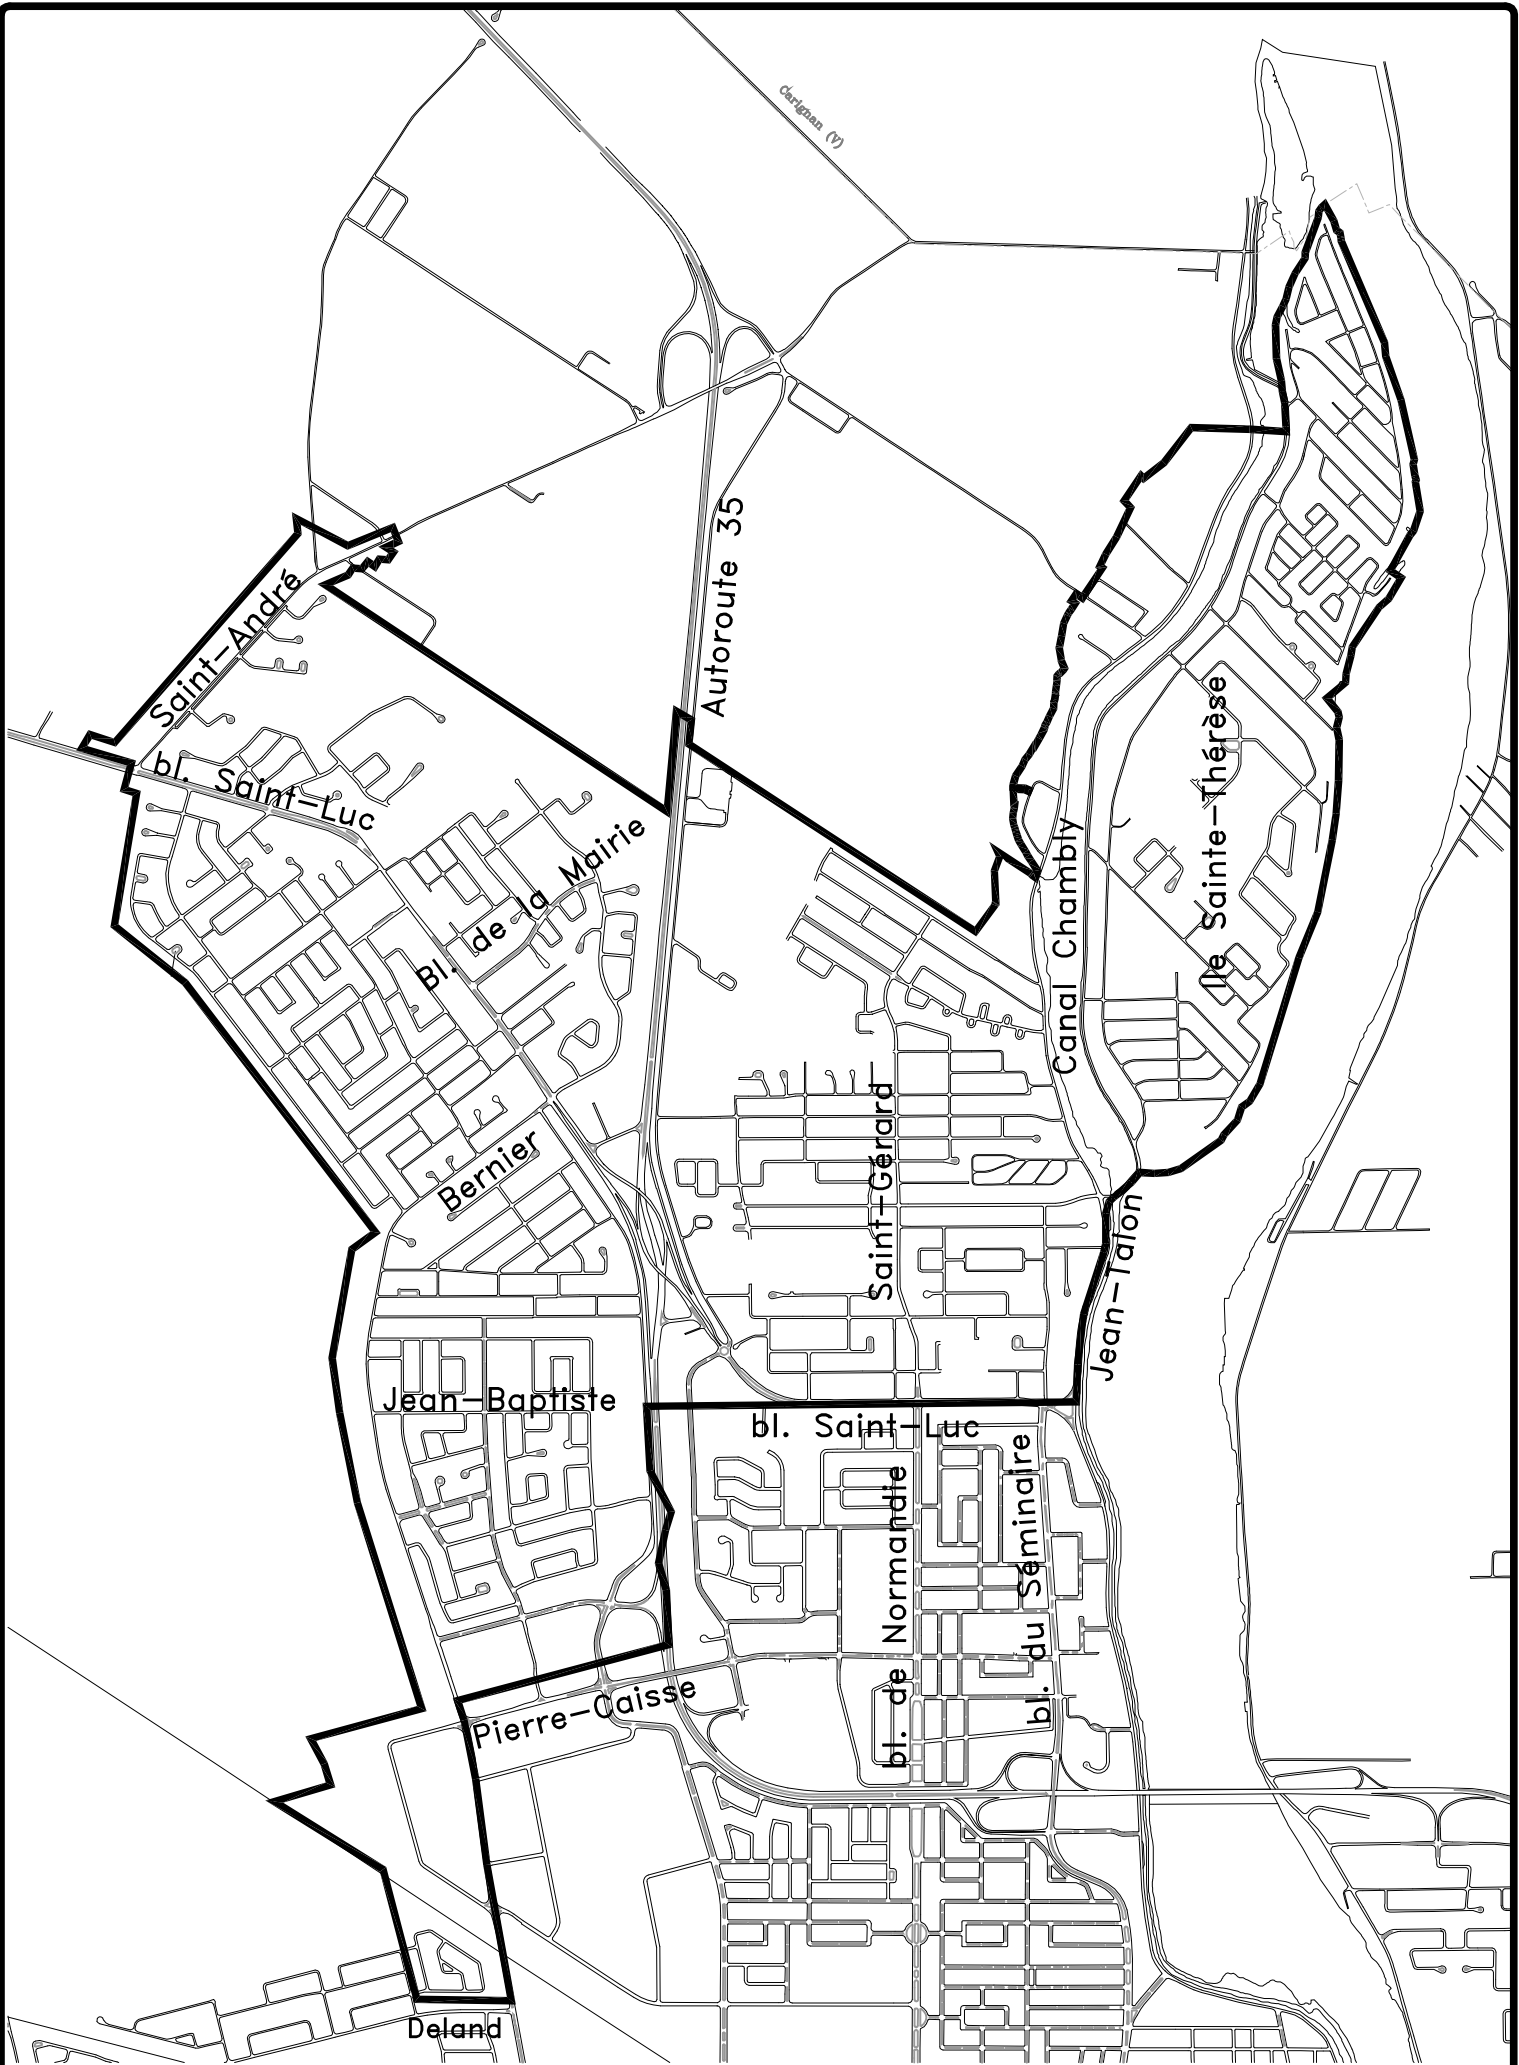 Carignan (V)
Autoroute 35
Saint-André
bl. Saint-Luc
Île Sainte-Thérèse
Bl. de la Mairie
Canal Chambly
Saint-Gérard
Bernier
Jean-Talon
Jean-Baptiste
bl. Saint-Luc
bl. du Séminaire
bl. de Normandie
Pierre-Caisse
Deland